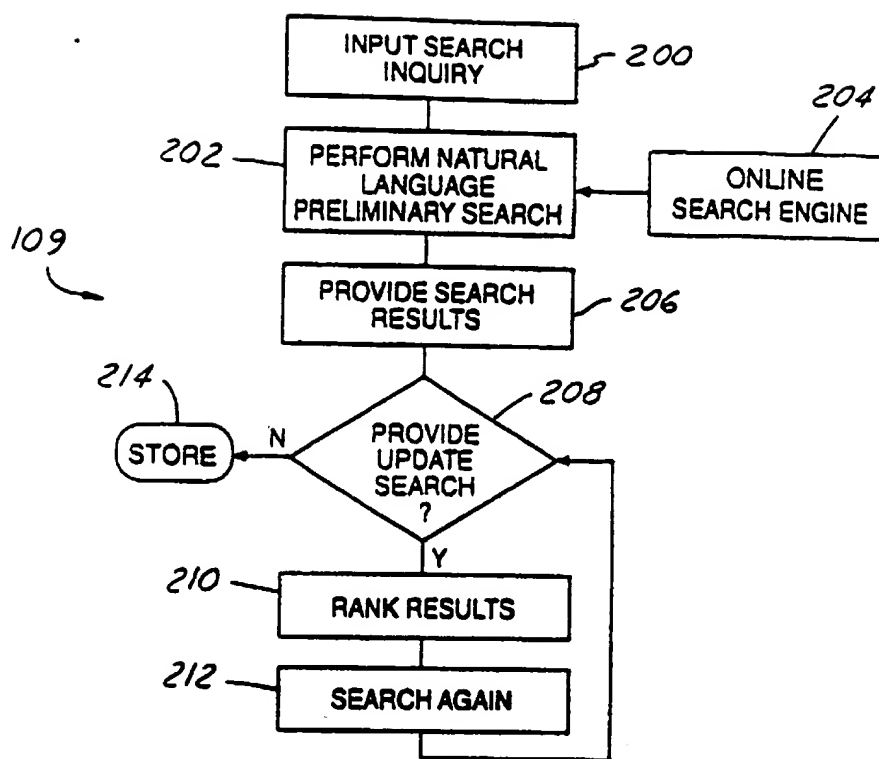 INPUT SEARCH
INQUIRY
200
204
202
PERFORM NATURAL
LANGUAGE
PRELIMINARY SEARCH
ONLINE
SEARCH ENGINE
109
PROVIDE SEARCH
RESULTS
206
214
208
STORE
N
PROVIDE
UPDATE
SEARCH
?
Y
210
RANK RESULTS
212
SEARCH AGAIN